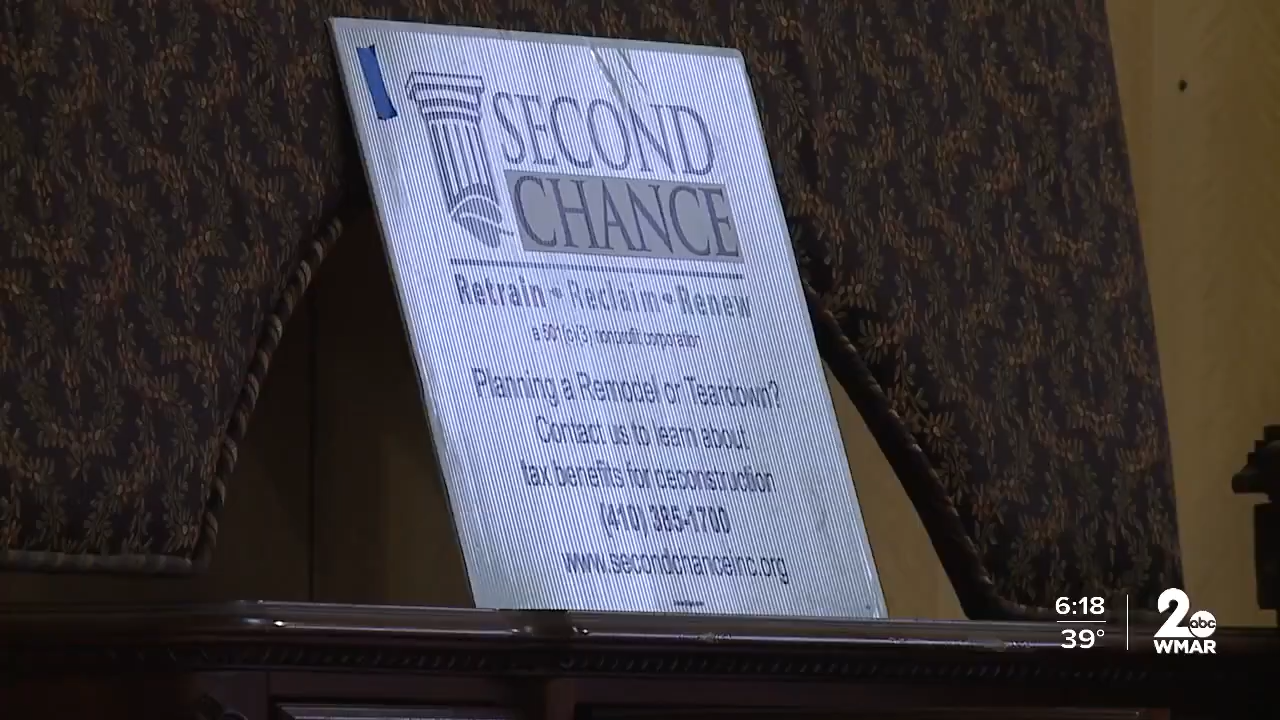 SECOND
CHANCE
Retrain • Reclaim • Renew
a 501(c)(3) nonprofit corporation
Planning a Remodel or Teardown?
Contact us to learn about
tax benefits for deconstruction
(410) 385-1700
www.secondchanceinc.org
6:18
39°
2 abc
WMAR